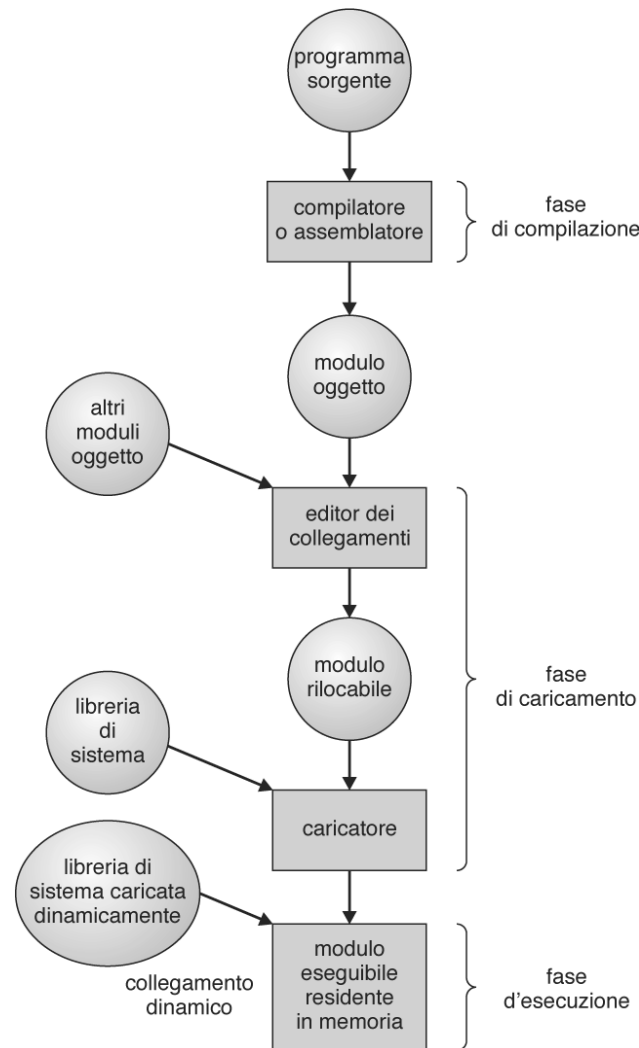 programma
sorgente
compilatore
o assemblatore
fase
di compilazione
modulo
oggetto
altri
moduli
oggetto
editor dei
collegamenti
modulo
rilocabile
fase
di caricamento
libreria
di
sistema
caricatore
libreria di
sistema caricata
dinamicamente
collegamento
dinamico
modulo
eseguibile
residente
in memoria
fase
d'esecuzione